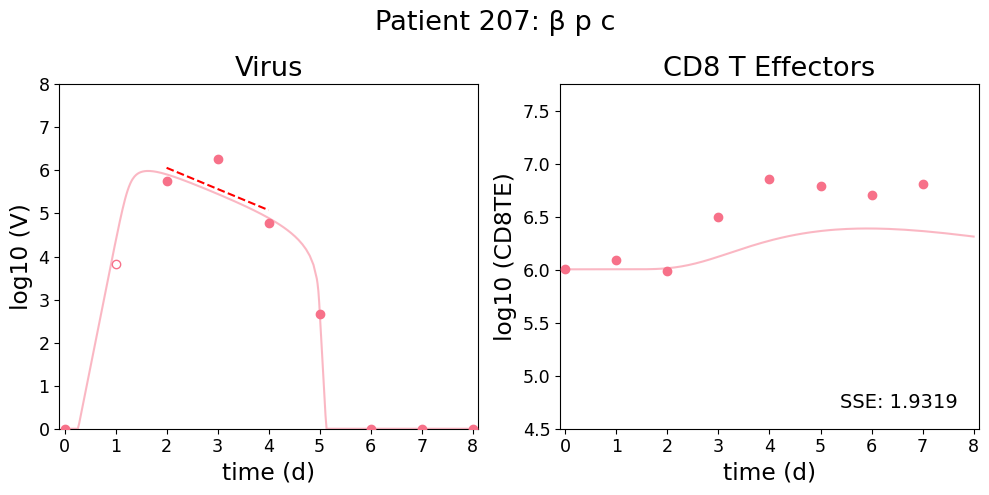 Patient 207: β p c
Virus
CD8 T Effectors
log10 (V)
8
7
6
5
4
3
2
1
0
0 1 2 3 4 5 6 7 8
time (d)
log10 (CD8TE)
7.5
7.0
6.5
6.0
5.5
5.0
4.5
SSE: 1.9319
0 1 2 3 4 5 6 7 8
time (d)